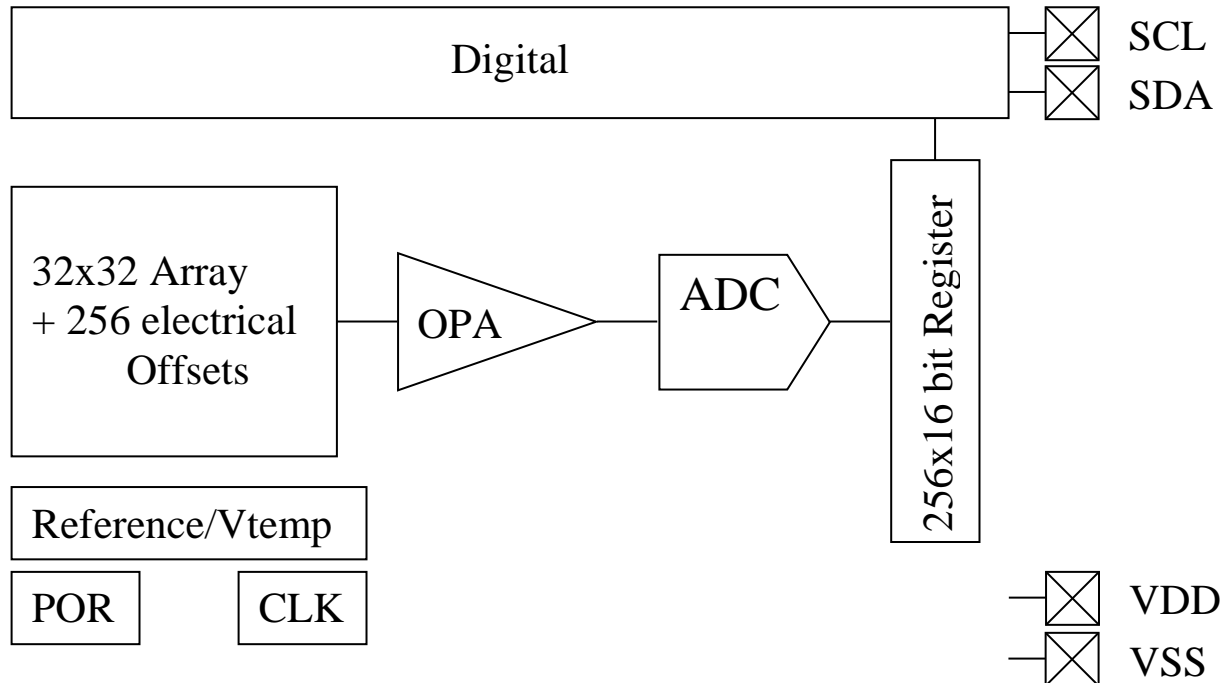 Digital
SCL
SDA
32x32 Array
+ 256 electrical
Offsets
OPA
ADC
256x16 bit Register
Reference/Vtemp
POR
CLK
VDD
VSS